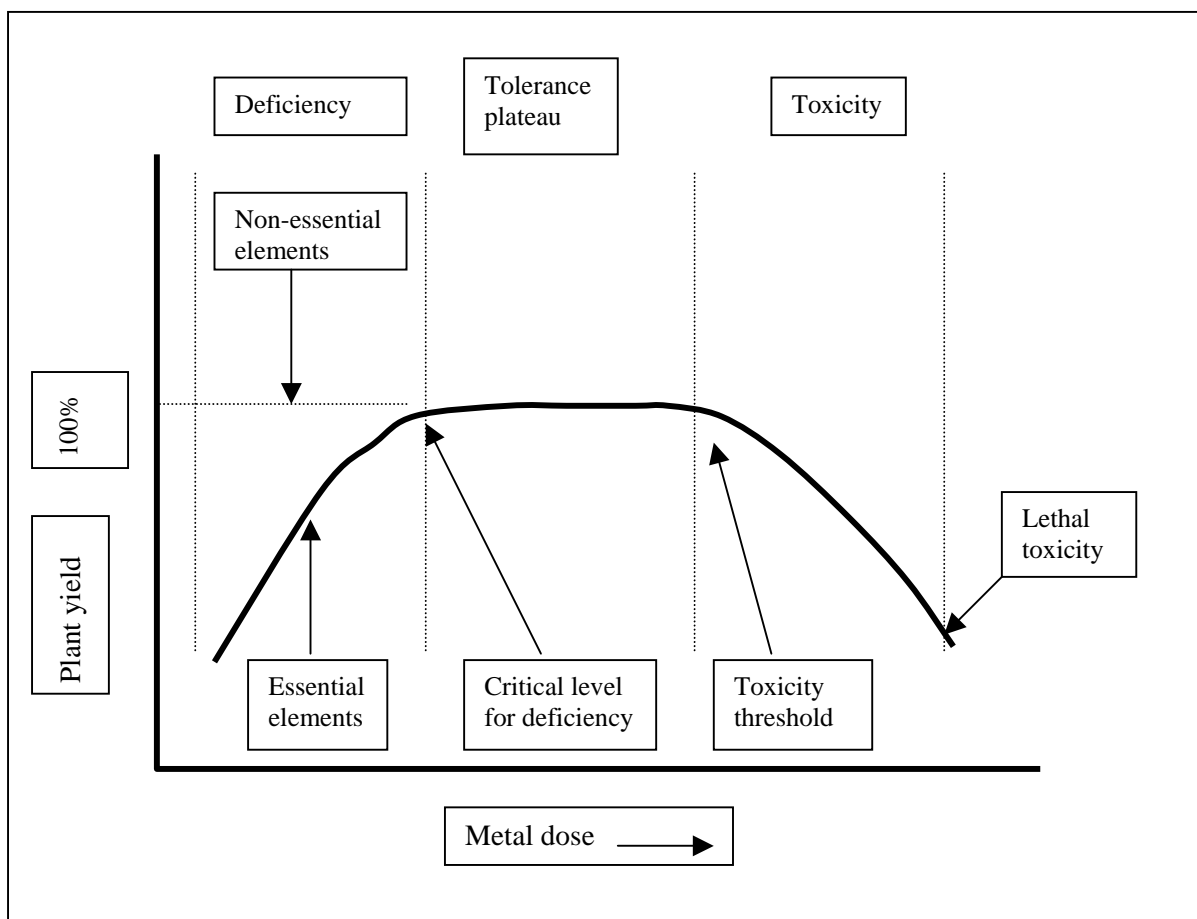 Deficiency
Tolerance
plateau
Toxicity
Non-essential
elements
100%
Plant yield
Lethal
toxicity
Essential
elements
Critical level
for deficiency
Toxicity
threshold
Metal dose